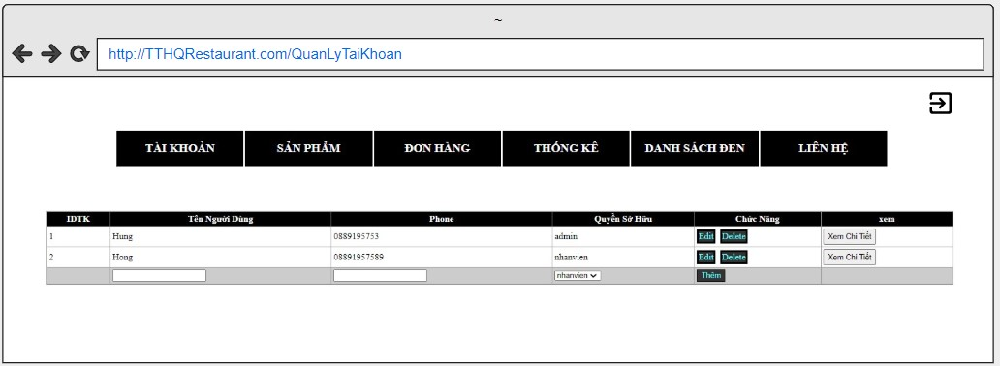 ~
http://TTHQRestaurant.com/QuanLyTaiKhoan
TÀI KHOẢN SẢN PHẨM ĐƠN HÀNG THỐNG KÊ DANH SÁCH ĐEN LIÊN HỆ
IDTK Tên Người Dùng Phone Quyền Sở Hữu Chức Năng xem
1 Hung 0889195753 admin Edit Delete Xem Chi Tiết
2 Hong 08891957589 nhanvien Edit Delete Xem Chi Tiết
nhanvien Thêm